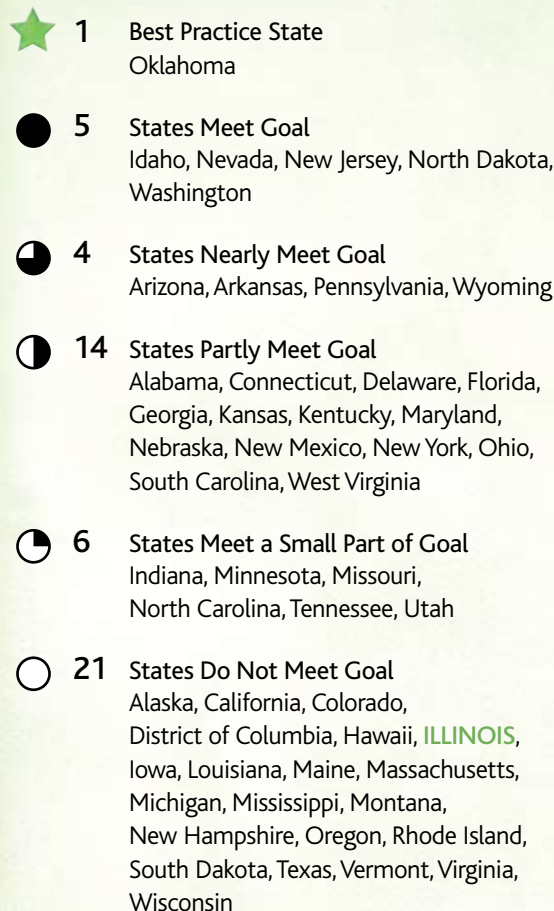 1 Best Practice State
Oklahoma
5 States Meet Goal
Idaho, Nevada, New Jersey, North Dakota,
Washington
4 States Nearly Meet Goal
Arizona, Arkansas, Pennsylvania, Wyoming
14 States Partly Meet Goal
Alabama, Connecticut, Delaware, Florida,
Georgia, Kansas, Kentucky, Maryland,
Nebraska, New Mexico, New York, Ohio,
South Carolina, West Virginia
6 States Meet a Small Part of Goal
Indiana, Minnesota, Missouri,
North Carolina, Tennessee, Utah
21 States Do Not Meet Goal
Alaska, California, Colorado,
District of Columbia, Hawaii, ILLINOIS,
Iowa, Louisiana, Maine, Massachusetts,
Michigan, Mississippi, Montana,
New Hampshire, Oregon, Rhode Island,
South Dakota, Texas, Vermont, Virginia,
Wisconsin